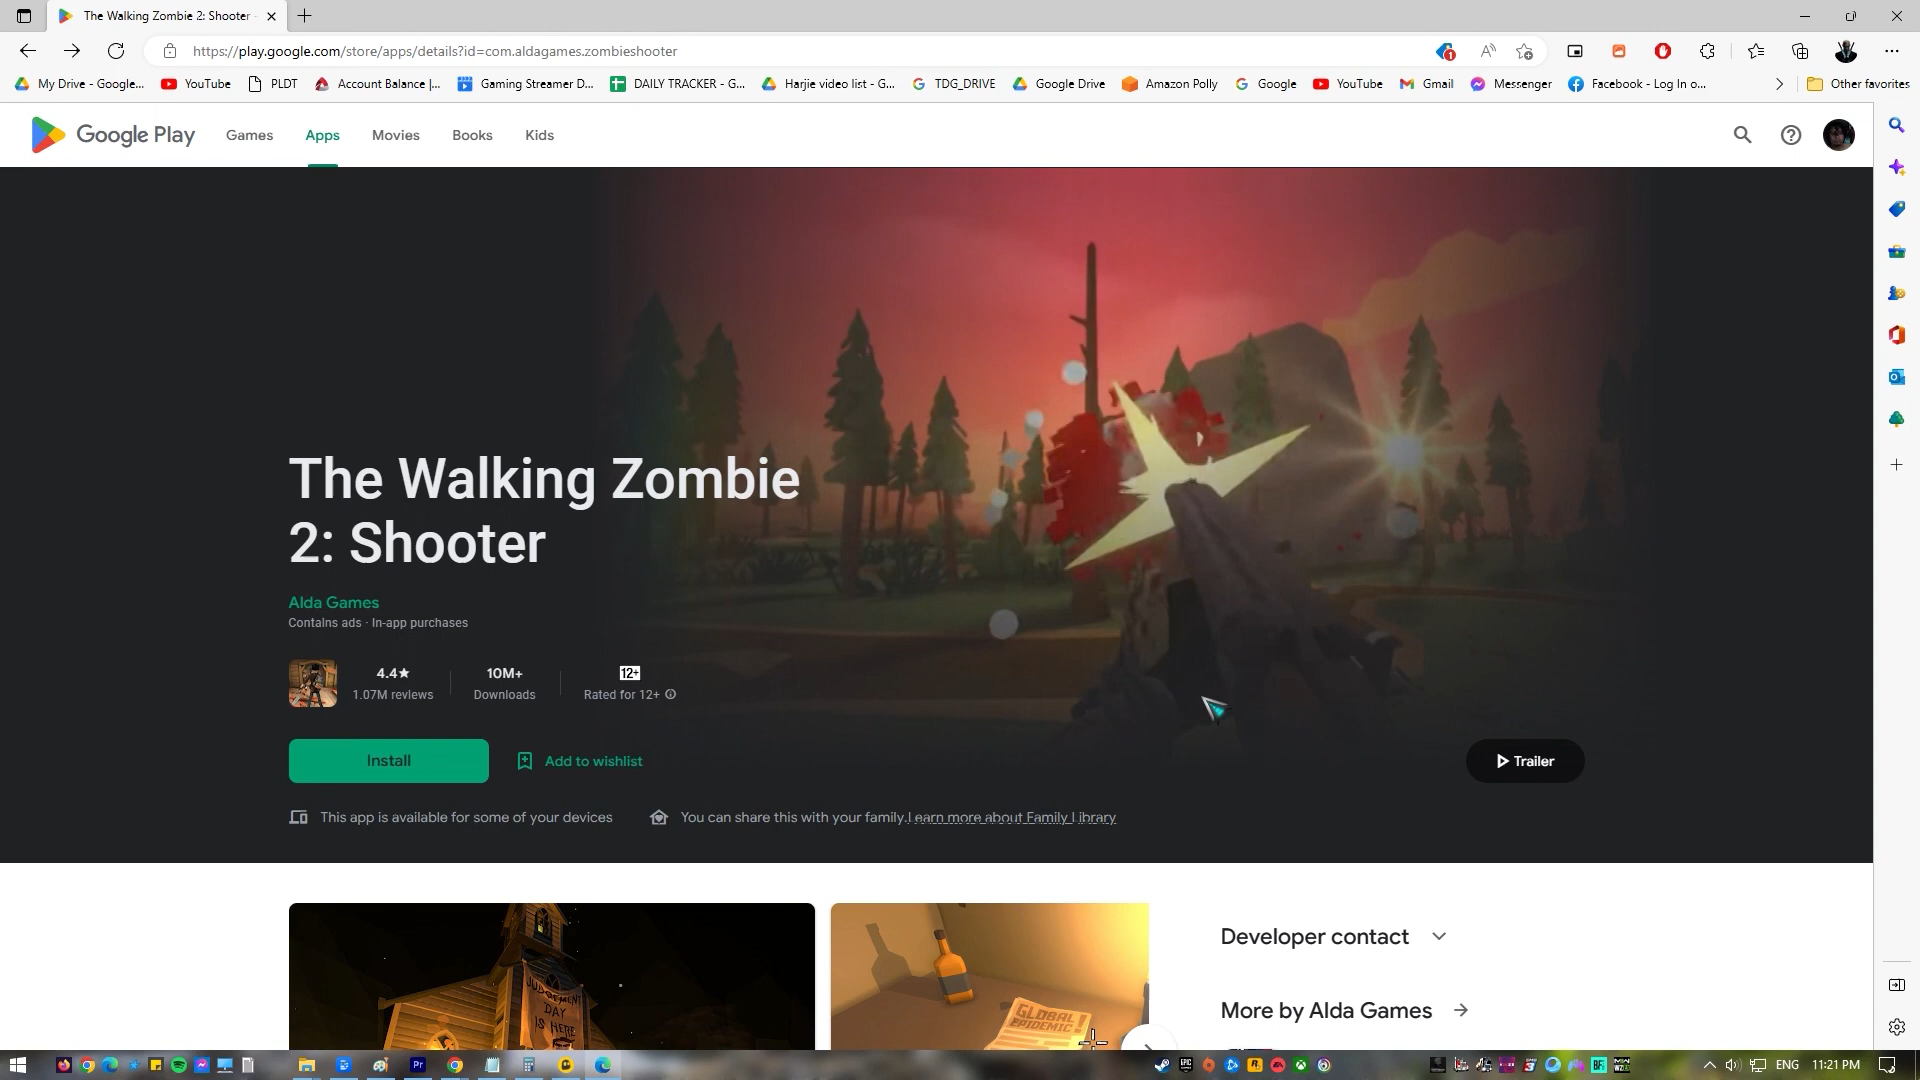 The Walking Zombie 2: Shooter
https://play.google.com/store/apps/details?id=com.aldagames.zombieshooter
1
My Drive - Google...
YouTube
PLDT
Account Balance |...
Gaming Streamer D...
DAILY TRACKER - G...
Harjie video list - G...
TDG_DRIVE
Google Drive
Amazon Polly
Google
YouTube
Gmail
Messenger
Facebook - Log In o...
Other favorites
Google Play
Games
Apps
Movies
Books
Kids
The Walking Zombie
2: Shooter
Alda Games
Contains ads · In-app purchases
4.4★
1.07M reviews
10M+
Downloads
12+
Rated for 12+
Install
Add to wishlist
Trailer
This app is available for some of your devices
You can share this with your family. Learn more about Family Library
JUDGEMENT
DAY
IS HERE
GLOBAL
EPIDEMIC!
Developer contact
More by Alda Games
ENG
11:21 PM